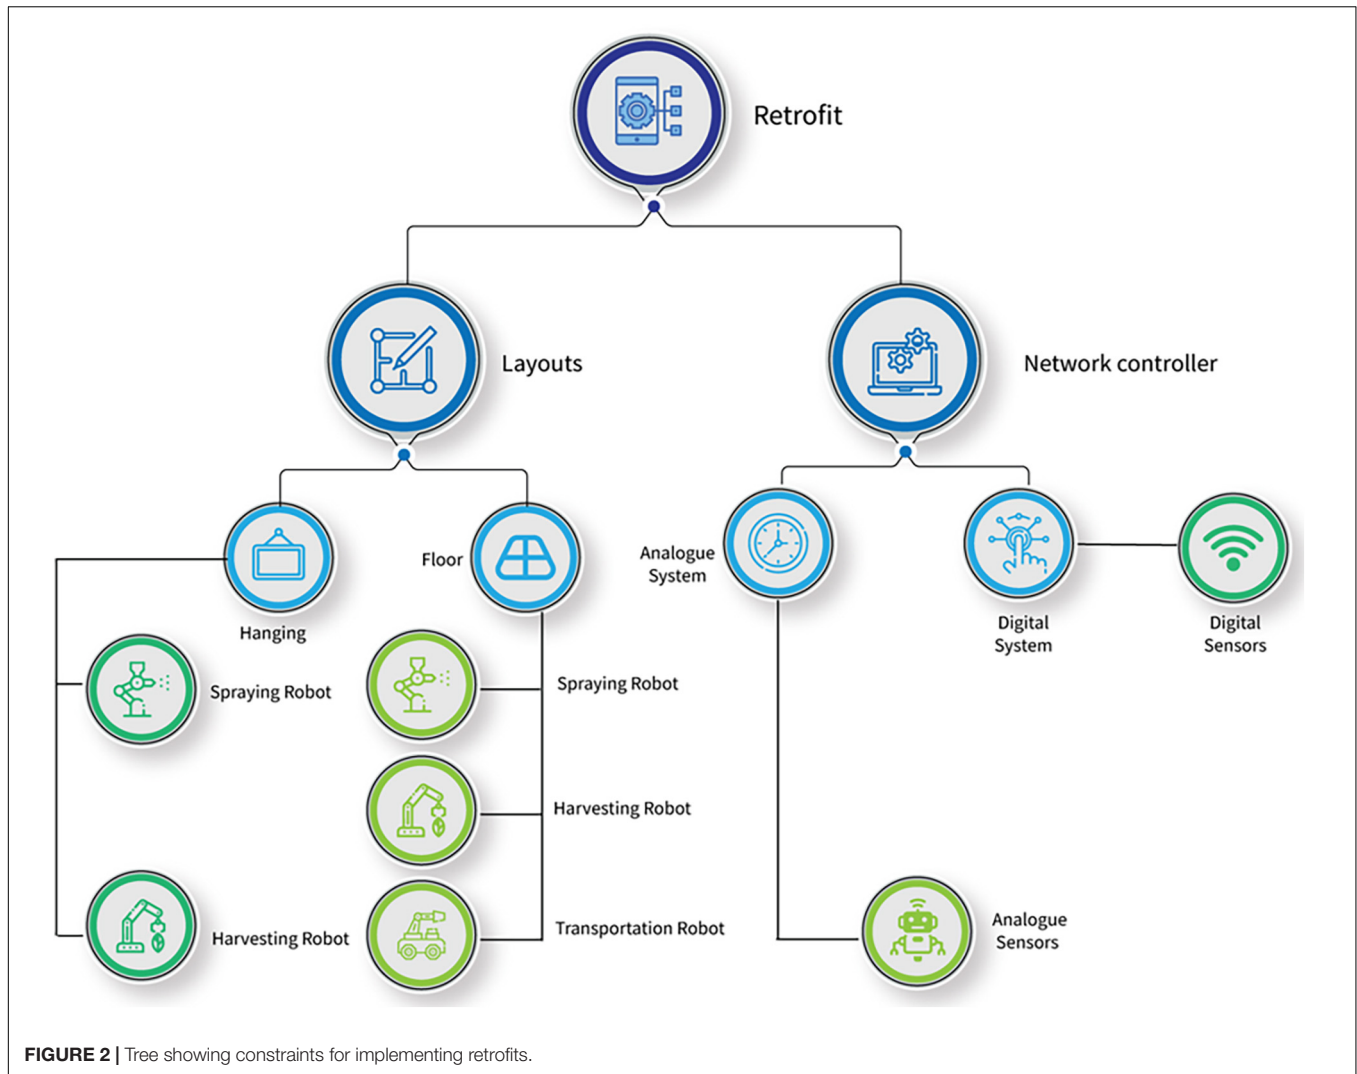 Retrofit
Layouts
Network controller
Hanging
Floor
Analogue
System
Digital
System
Digital
Sensors
Spraying Robot
Spraying Robot
Harvesting Robot
Harvesting Robot
Transportation Robot
Analogue
Sensors
FIGURE 2 | Tree showing constraints for implementing retrofits.